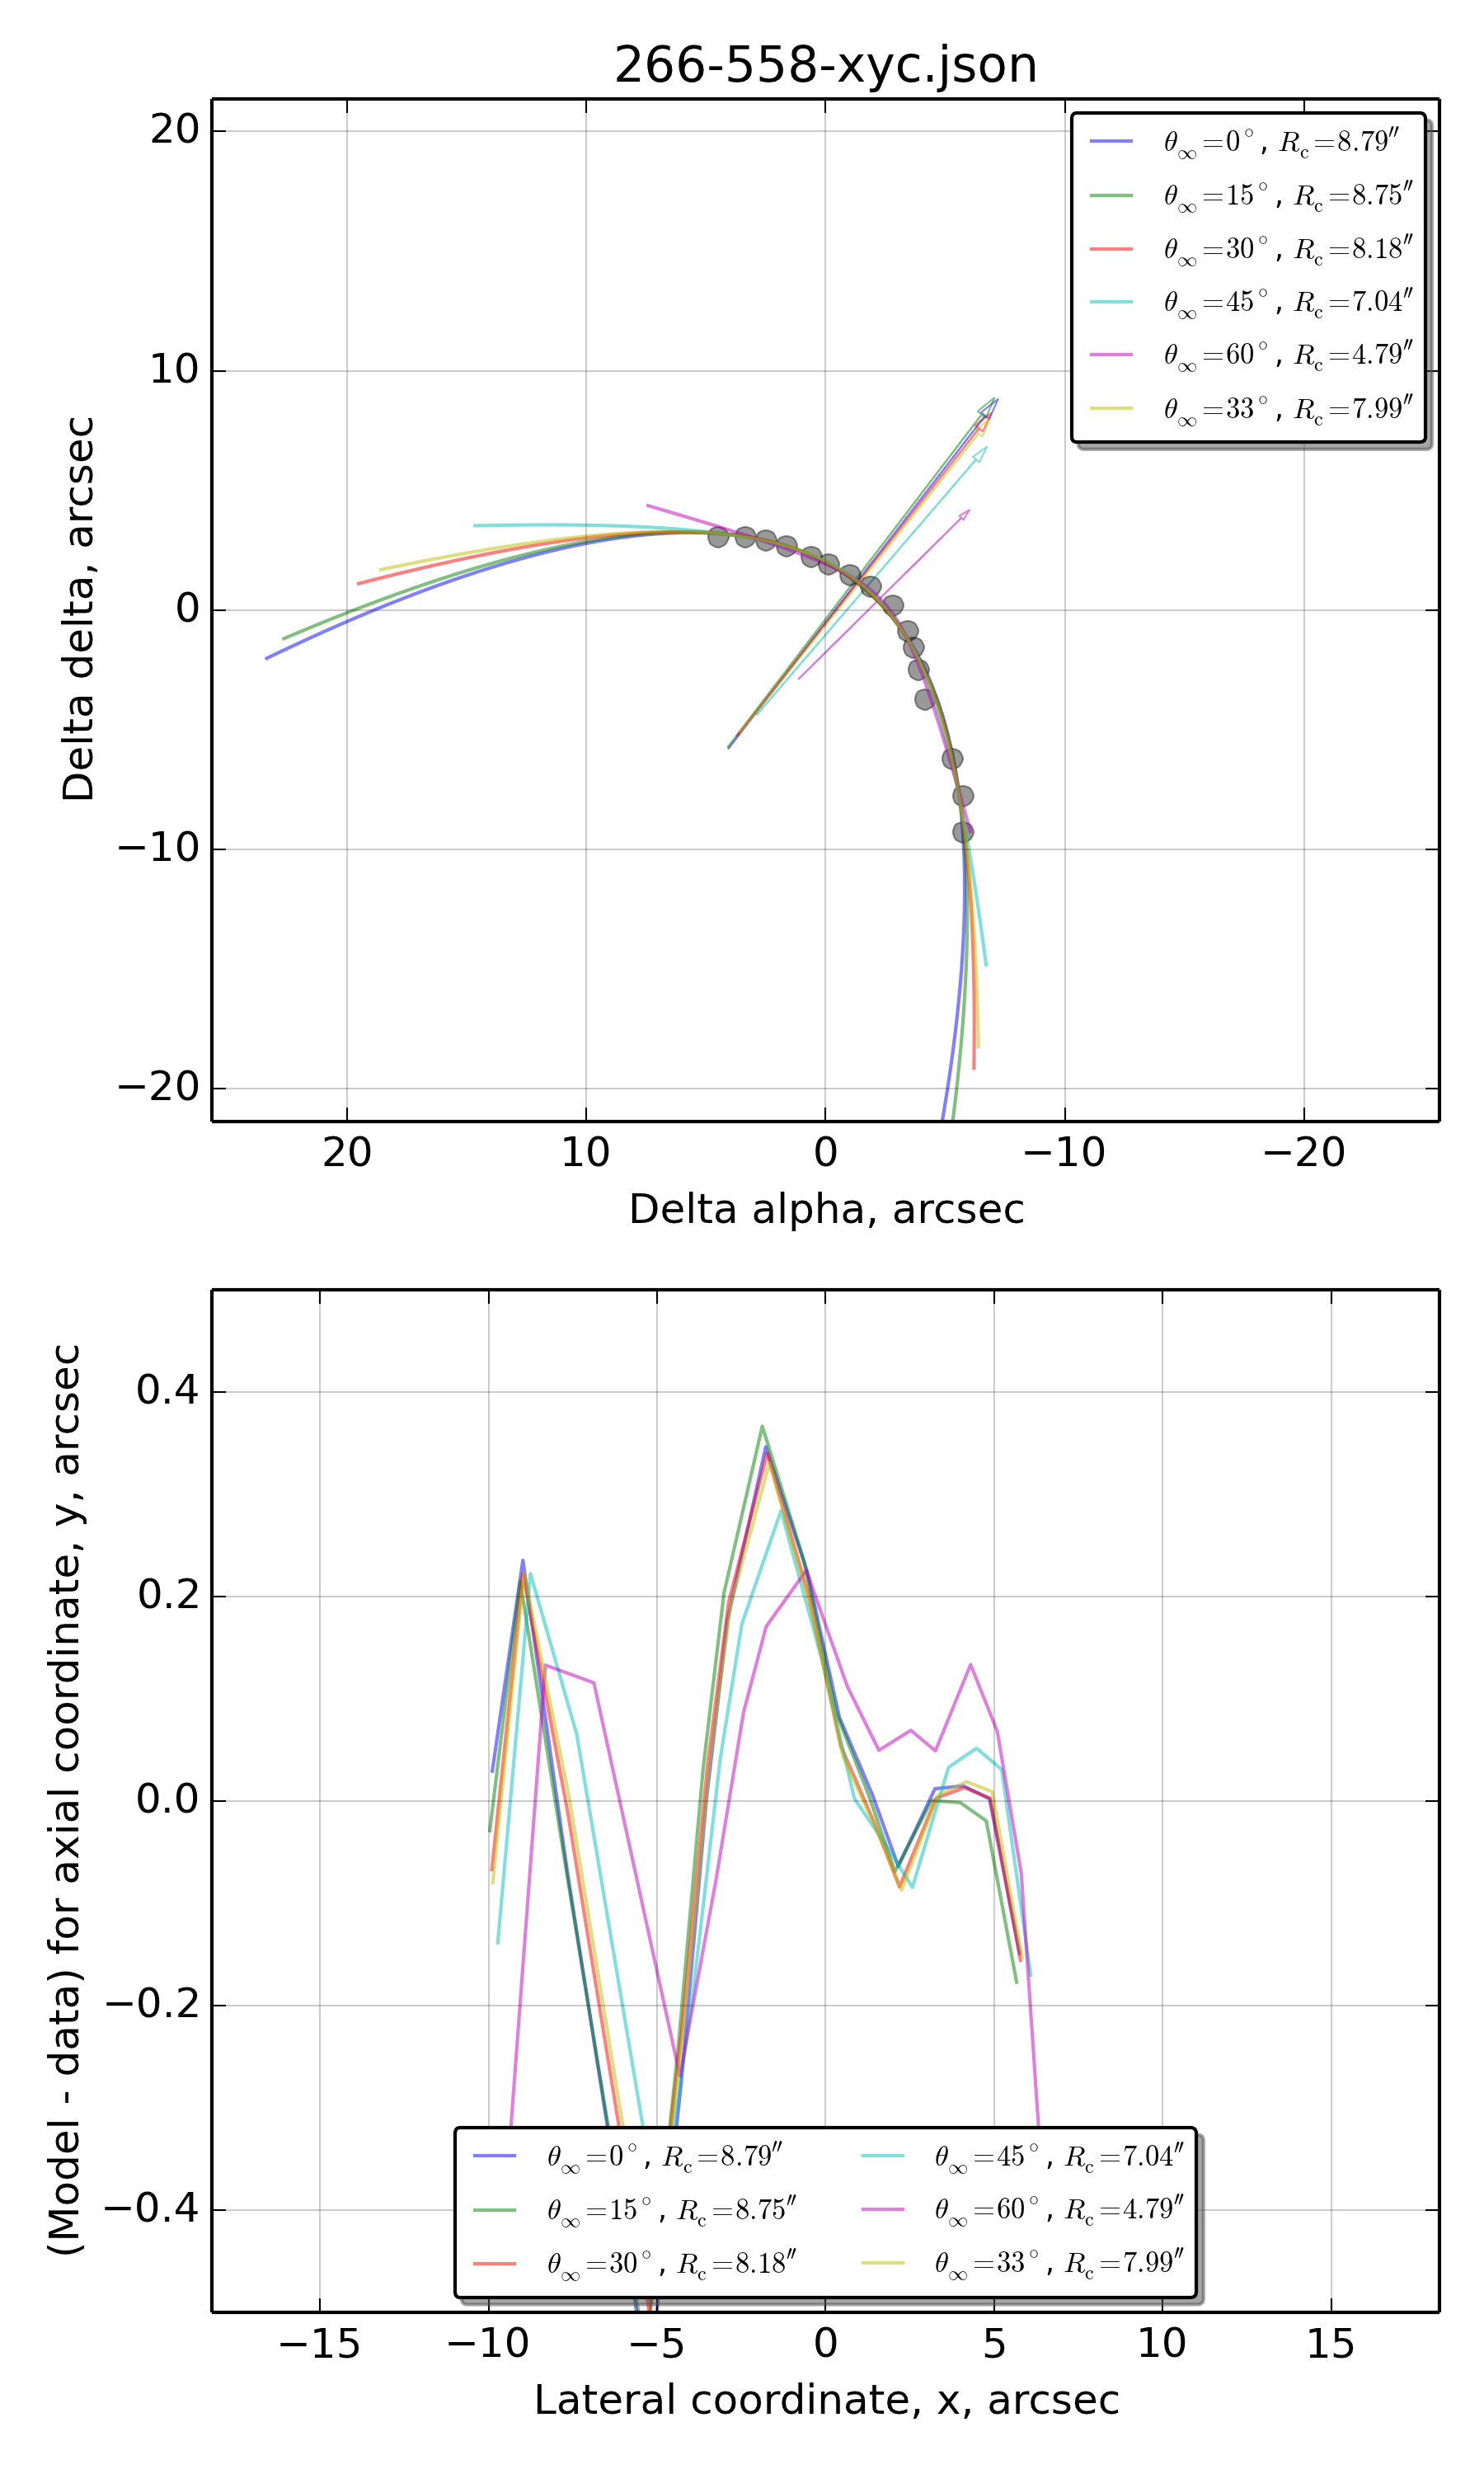 266-558-xyc.json
20
10
0
−10
−20
Delta delta, arcsec
θ∞=0°, Rc=8.79″
θ∞=15°, Rc=8.75″
θ∞=30°, Rc=8.18″
θ∞=45°, Rc=7.04″
θ∞=60°, Rc=4.79″
θ∞=33°, Rc=7.99″
20 10 0 −10 −20
Delta alpha, arcsec
0.4
0.2
0.0
−0.2
−0.4
(Model - data) for axial coordinate, y, arcsec
θ∞=0°, Rc=8.79″
θ∞=15°, Rc=8.75″
θ∞=30°, Rc=8.18″
θ∞=45°, Rc=7.04″
θ∞=60°, Rc=4.79″
θ∞=33°, Rc=7.99″
−15 −10 −5 0 5 10 15
Lateral coordinate, x, arcsec